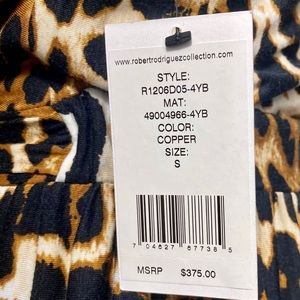 www.robertrodriguezcollection.com
STYLE:
R1206D05-4YB
MAT:
49004966-4YB
COLOR:
COPPER
SIZE:
S
7 04627 67738 5
MSRP $375.00